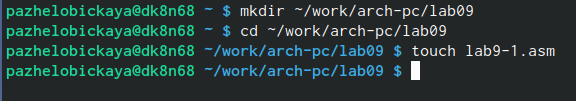 pazhelobickaya@dk8n68 ~ $ mkdir ~/work/arch-pc/lab09
pazhelobickaya@dk8n68 ~ $ cd ~/work/arch-pc/lab09
pazhelobickaya@dk8n68 ~/work/arch-pc/lab09 $ touch lab9-1.asm
pazhelobickaya@dk8n68 ~/work/arch-pc/lab09 $